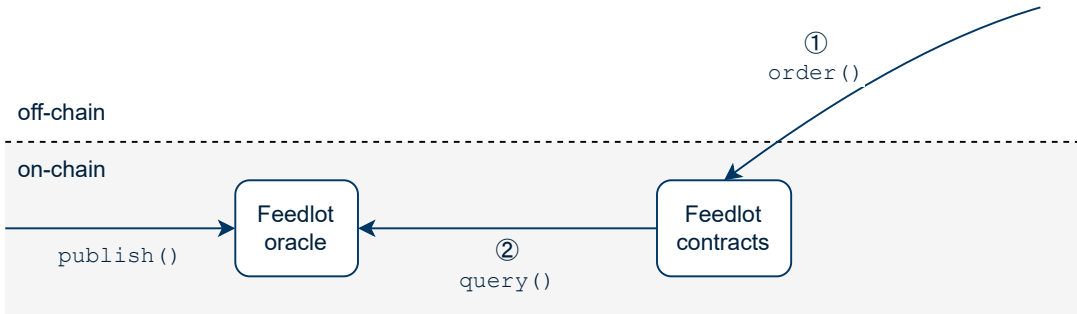 ①
order()
off-chain
on-chain
Feedlot
oracle
Feedlot
contracts
publish()
②
query()